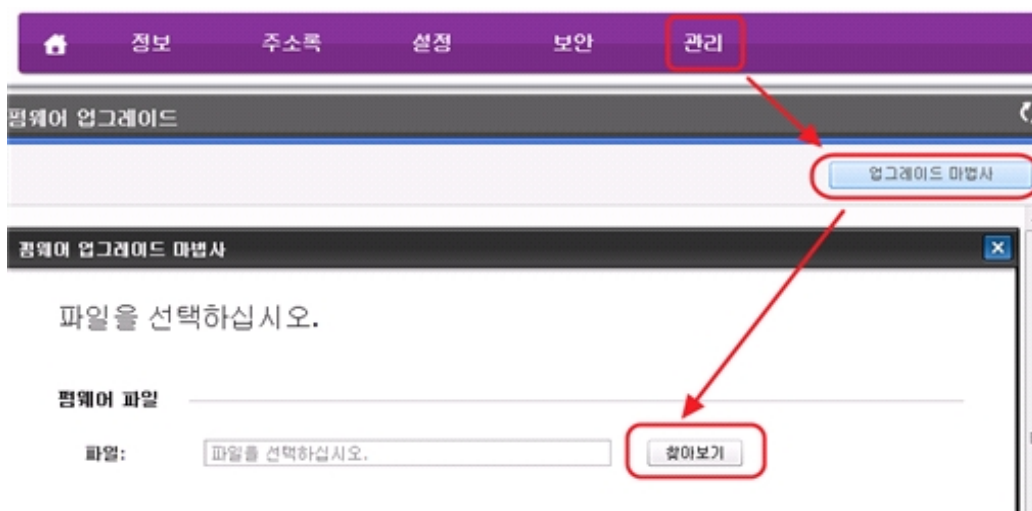 정보 주소록 설정 보안 관리
펌웨어 업그레이드
업그레이드 마법사
펌웨어 업그레이드 마법사
파일을 선택하십시오.
펌웨어 파일
파일: 파일을 선택하십시오. 찾아보기